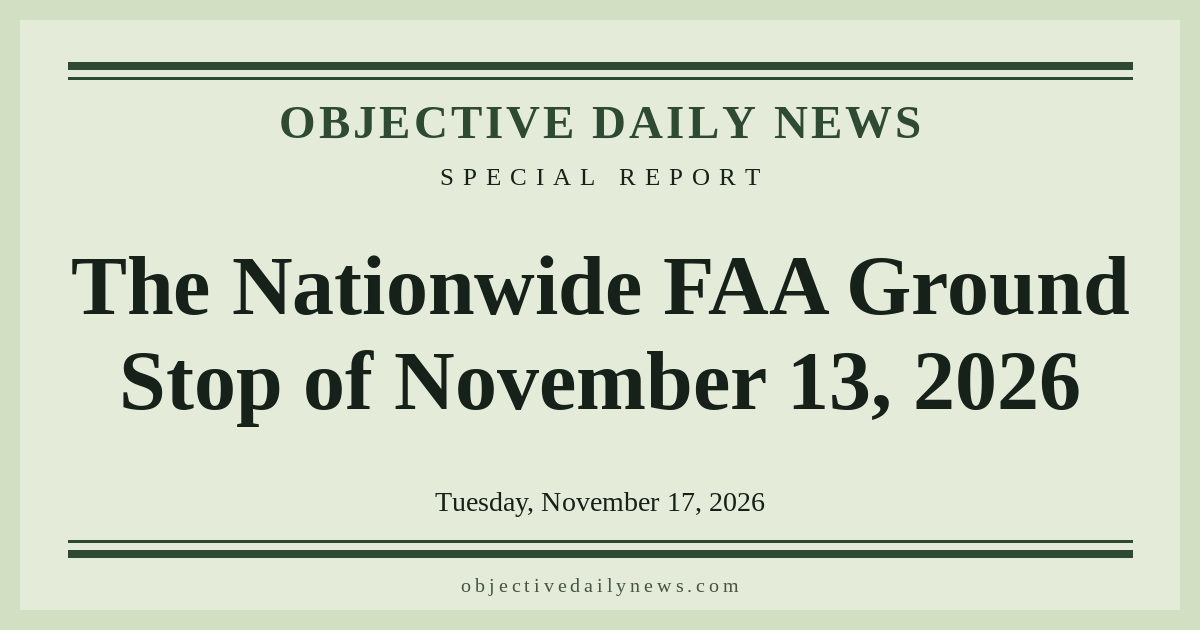 OBJECTIVE DAILY NEWS
SPECIAL REPORT
The Nationwide FAA Ground
Stop of November 13, 2026
Tuesday, November 17, 2026
objectivedailynews.com